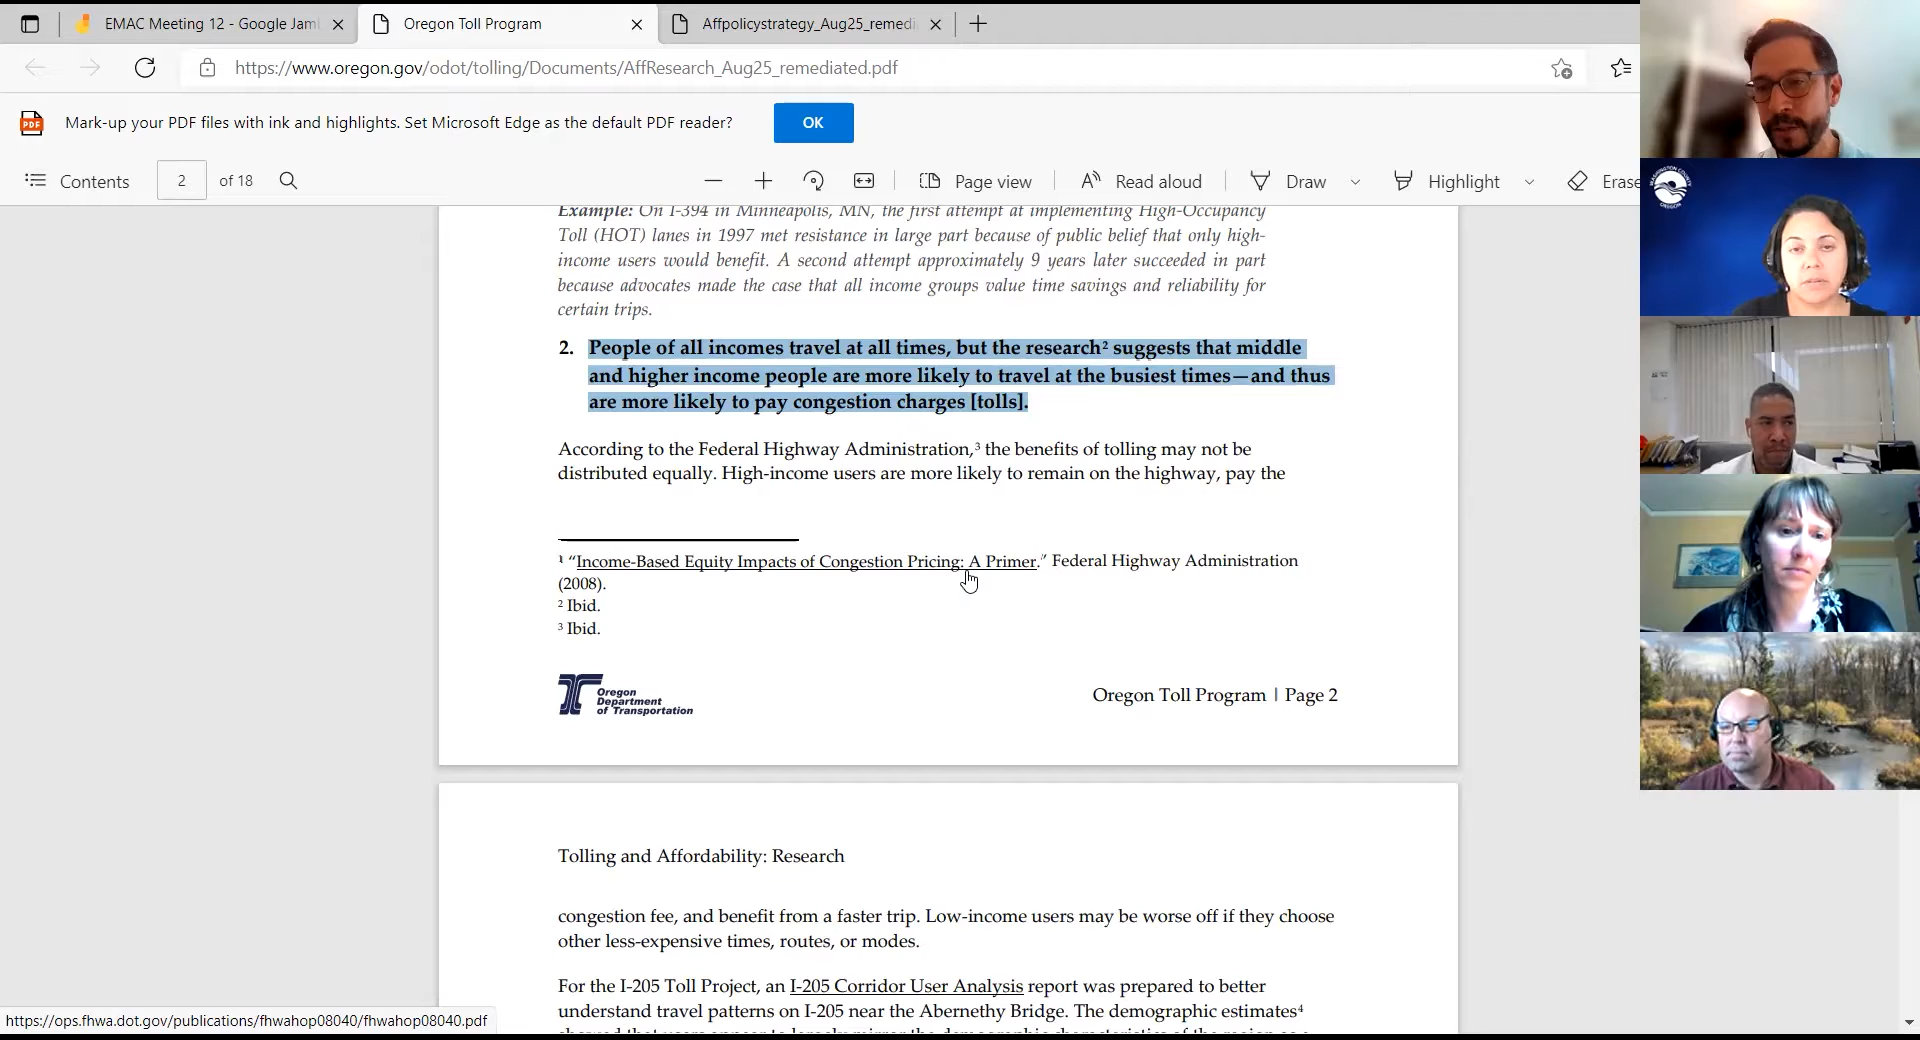 EMAC Meeting 12 - Google Jam
Oregon Toll Program
Affpolicystrategy_Aug25_remedi
https://www.oregon.gov/odot/tolling/Documents/AffResearch_Aug25_remediated.pdf
PDF
Mark-up your PDF files with ink and highlights. Set Microsoft Edge as the default PDF reader?
OK
Contents
2
of 18
Page view
Read aloud
Draw
Highlight
Erase
WASHINGTON COUNTY
OREGON
Example: On I-394 in Minneapolis, MN, the first attempt at implementing High-Occupancy
Toll (HOT) lanes in 1997 met resistance in large part because of public belief that only high-
income users would benefit. A second attempt approximately 9 years later succeeded in part
because advocates made the case that all income groups value time savings and reliability for
certain trips.
2. People of all incomes travel at all times, but the research² suggests that middle
and higher income people are more likely to travel at the busiest times—and thus
are more likely to pay congestion charges [tolls].
According to the Federal Highway Administration,³ the benefits of tolling may not be
distributed equally. High-income users are more likely to remain on the highway, pay the
¹ “Income-Based Equity Impacts of Congestion Pricing: A Primer.” Federal Highway Administration
(2008).
² Ibid.
³ Ibid.
Oregon
Department
of Transportation
Oregon Toll Program | Page 2
Tolling and Affordability: Research
congestion fee, and benefit from a faster trip. Low-income users may be worse off if they choose
other less-expensive times, routes, or modes.
For the I-205 Toll Project, an I-205 Corridor User Analysis report was prepared to better
understand travel patterns on I-205 near the Abernethy Bridge. The demographic estimates⁴
https://ops.fhwa.dot.gov/publications/fhwahop08040/fhwahop08040.pdf